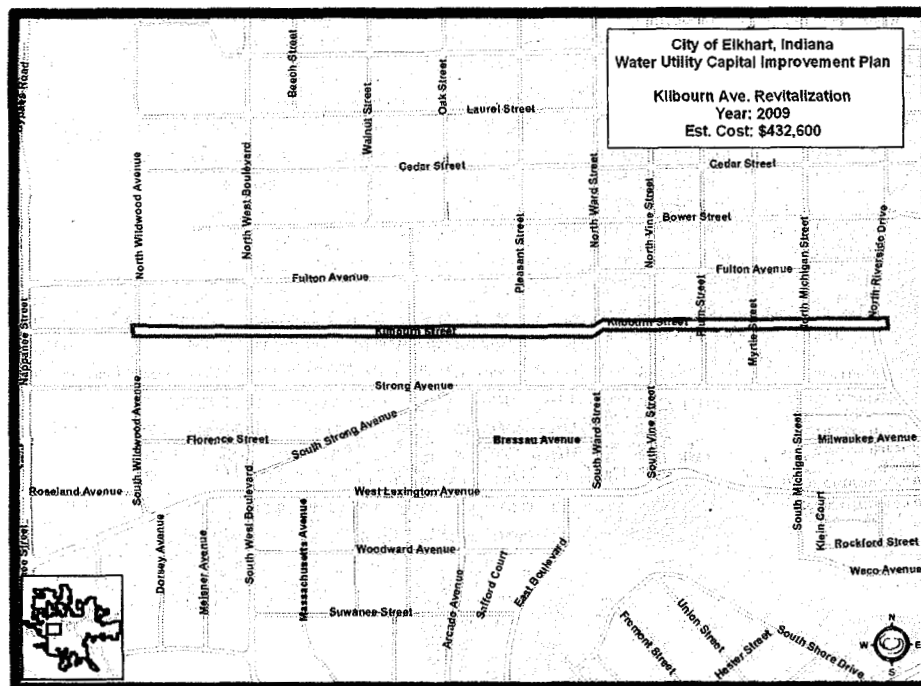 City of Elkhart, Indiana
Water Utility Capital Improvement Plan
Kilbourn Ave. Revitalization
Year: 2009
Est. Cost: $432,600
Beech Street
Walnut Street
Oak Street
Laurel Street
Cedar Street
Cedar Street
North Wildwood Avenue
North West Boulevard
Pleasant Street
North Ward Street
North Vine Street
Bower Street
North Michigan Street
North Riverside Drive
Fulton Avenue
Fulton Avenue
Nappanee Street
Kilbourn Street
Kilbourn Street
Plum Street
Myrtle Street
Strong Avenue
South Strong Avenue
South Wildwood Avenue
Florence Street
Bressau Avenue
South Ward Street
South Vine Street
South Michigan Street
Milwaukee Avenue
Roseland Avenue
West Lexington Avenue
South West Boulevard
Dorsey Avenue
Meisner Avenue
Massachusetts Avenue
Woodward Avenue
Suwanee Street
Arcade Avenue
Safford Court
East Boulevard
Klein Court
Rockford Street
Waco Avenue
Fremont Street
Union Street
Hester Street
South Shore Drive
N
W
E
S